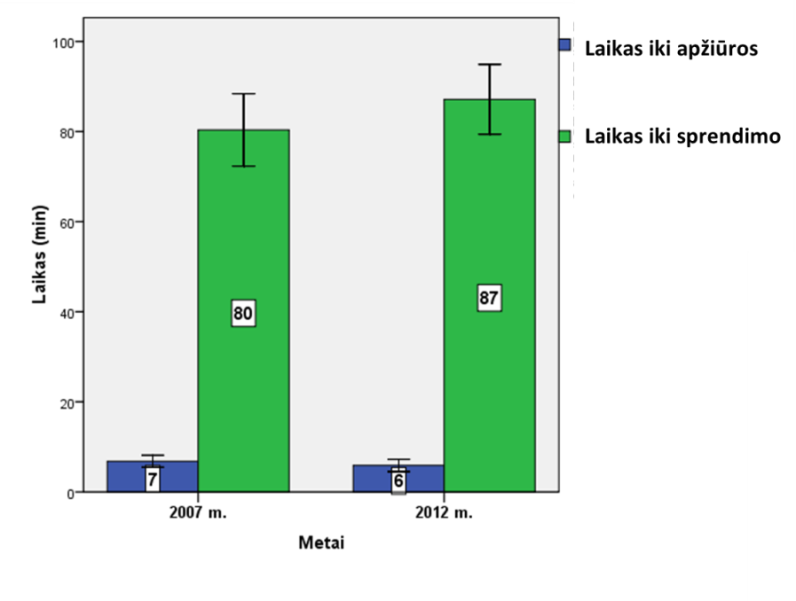 100
80
60
40
20
0
Laikas (min)
80
87
7
6
2007 m.
2012 m.
Metai
Laikas iki apžiūros
Laikas iki sprendimo